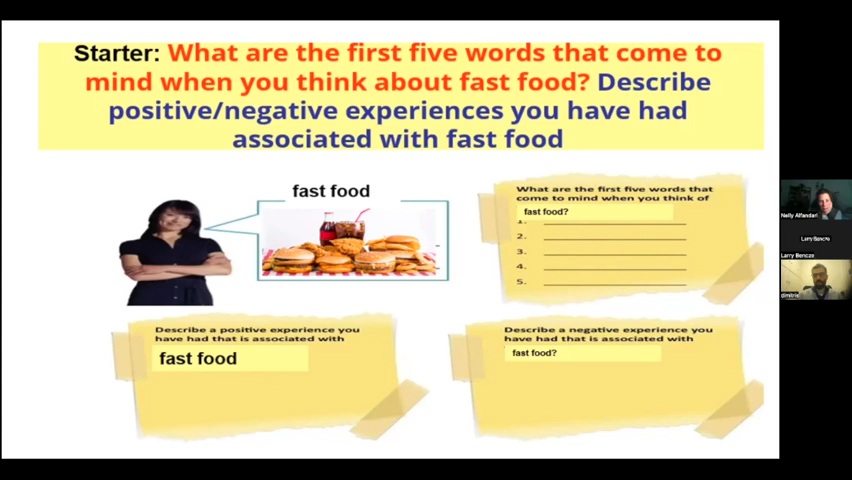 Starter: What are the first five words that come to
mind when you think about fast food? Describe
positive/negative experiences you have had
associated with fast food
fast food
What are the first five words that
come to mind when you think of
fast food?
1.
2.
3.
4.
5.
Describe a positive experience you
have had that is associated with
fast food
Describe a negative experience you
have had that is associated with
fast food?
Nelly Alfandari
Larry Bencze
Larry Bencze
dimitris